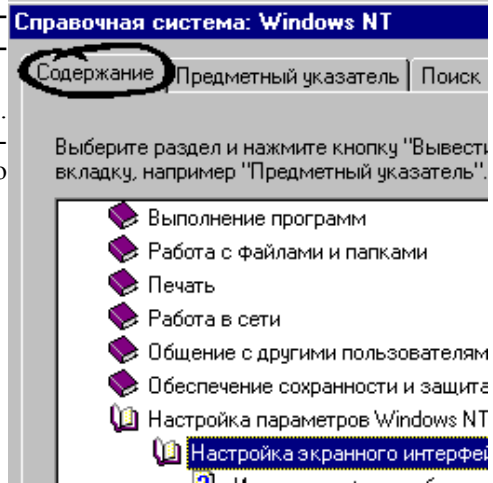 Справочная система: Windows NT
Содержание Предметный указатель Поиск
Выберите раздел и нажмите кнопку "Вывести
вкладку, например "Предметный указатель".
Выполнение программ
Работа с файлами и папками
Печать
Работа в сети
Общение с другими пользователям
Обеспечение сохранности и защита
Настройка параметров Windows NT
Настройка экранного интерфей